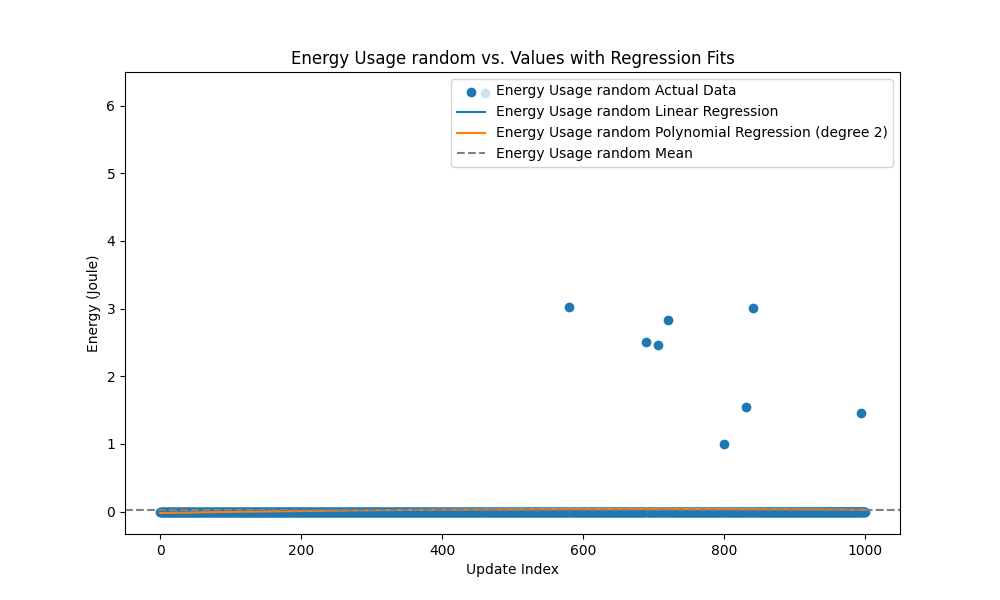 Energy Usage random vs. Values with Regression Fits
Energy Usage random Actual Data
Energy Usage random Linear Regression
Energy Usage random Polynomial Regression (degree 2)
Energy Usage random Mean
Energy (Joule)
6
5
4
3
2
1
0
0 200 400 600 800 1000
Update Index